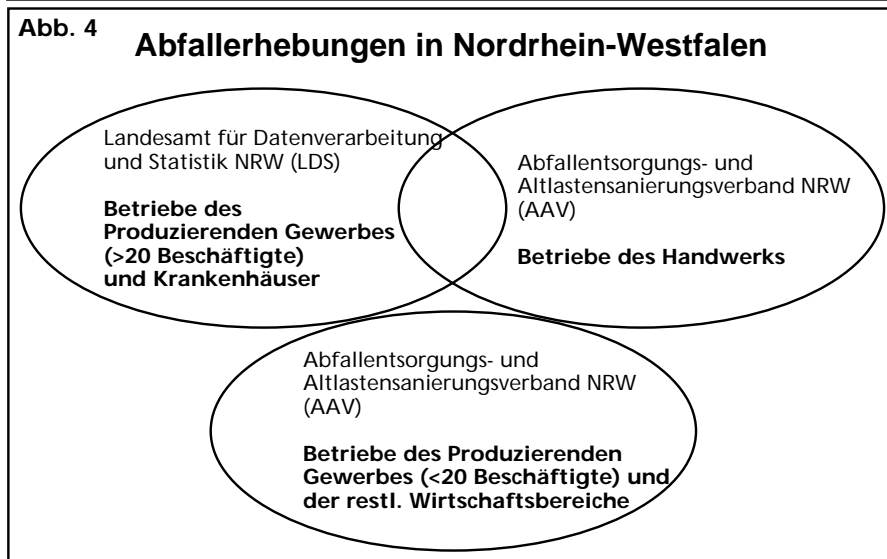 Abb. 4
Abfallerhebungen in Nordrhein-Westfalen
Landesamt für Datenverarbeitung
und Statistik NRW (LDS)
Betriebe des
Produzierenden Gewerbes
(>20 Beschäftigte)
und Krankenhäuser
Abfallentsorgungs- und
Altlastensanierungsverband NRW
(AAV)
Betriebe des Handwerks
Abfallentsorgungs- und
Altlastensanierungsverband NRW
(AAV)
Betriebe des Produzierenden
Gewerbes (<20 Beschäftigte) und
der restl. Wirtschaftsbereiche